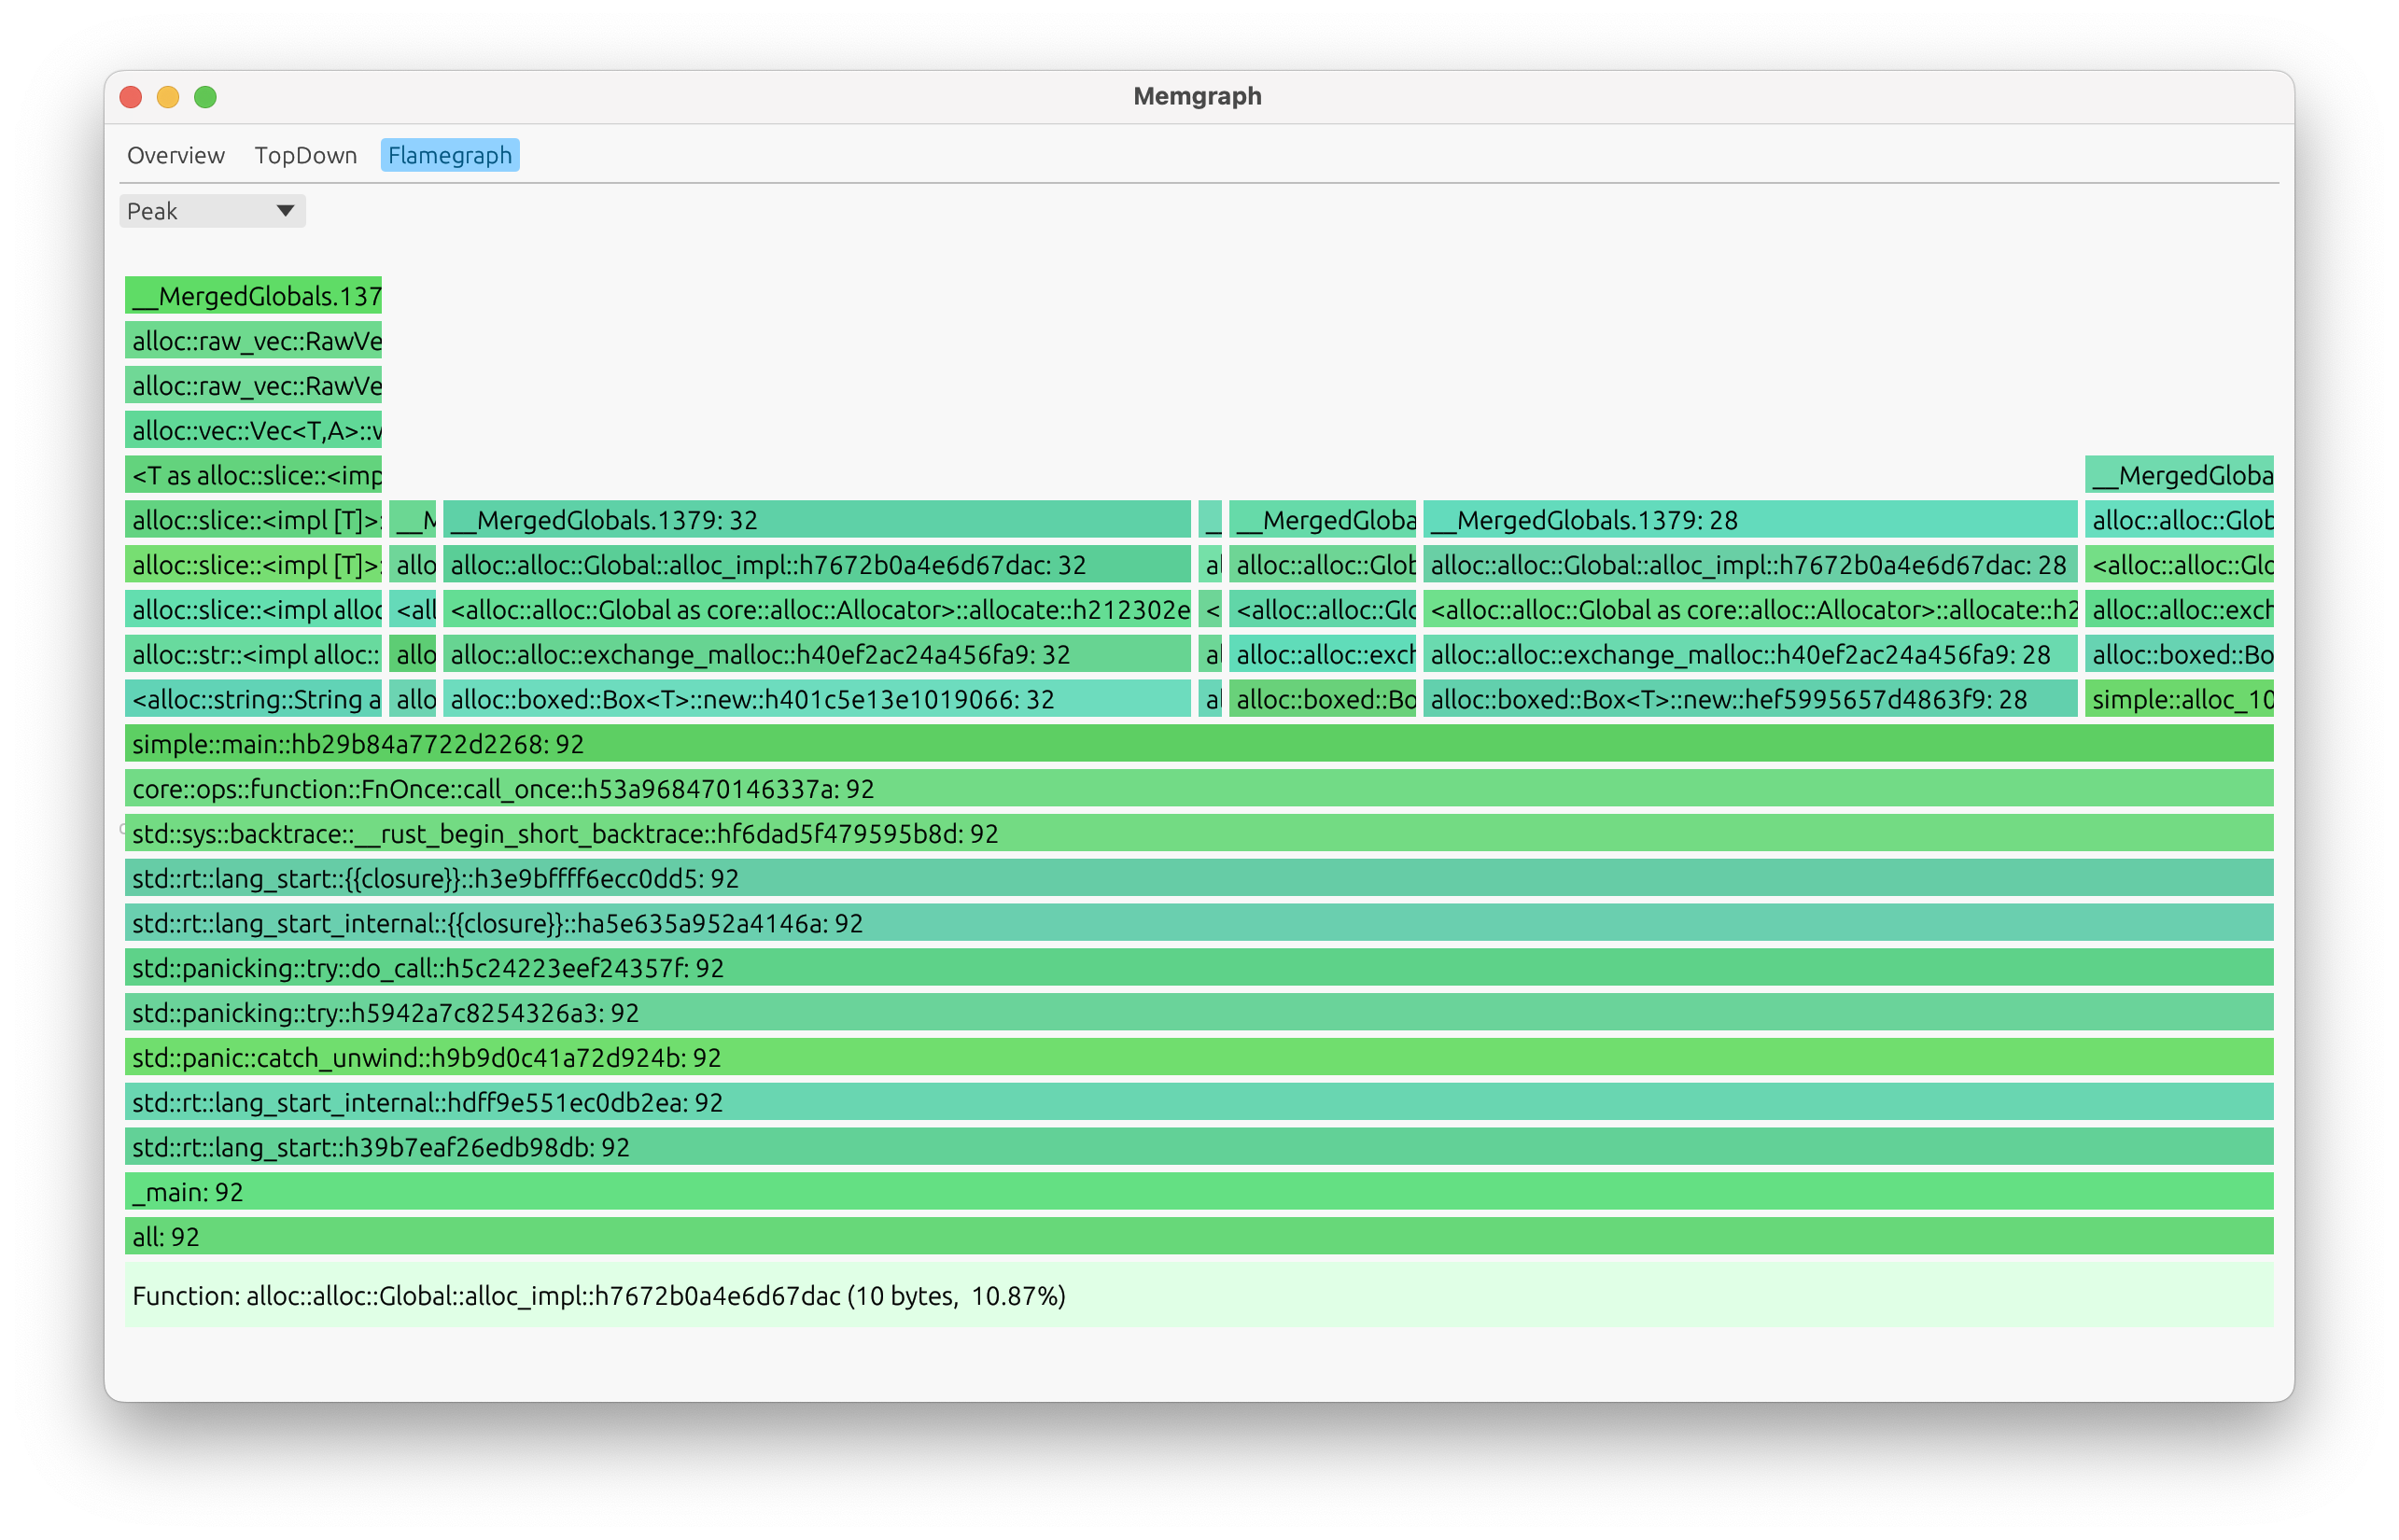 Memgraph
Overview TopDown Flamegraph
Peak
__MergedGlobals.137
alloc::raw_vec::RawVe
alloc::raw_vec::RawVe
alloc::vec::Vec<T,A>::v
<T as alloc::slice::<imp __MergedGloba
alloc::slice::<impl [T]>: __M __MergedGlobals.1379: 32 _ __MergedGloba __MergedGlobals.1379: 28 alloc::alloc::Glob
alloc::slice::<impl [T]>: allo alloc::alloc::Global::alloc_impl::h7672b0a4e6d67dac: 32 al alloc::alloc::Glob alloc::alloc::Global::alloc_impl::h7672b0a4e6d67dac: 28 <alloc::alloc::Glo
alloc::slice::<impl alloc <all <alloc::alloc::Global as core::alloc::Allocator>::allocate::h212302e < <alloc::alloc::Glo <alloc::alloc::Global as core::alloc::Allocator>::allocate::h2 alloc::alloc::exch
alloc::str::<impl alloc:: allo alloc::alloc::exchange_malloc::h40ef2ac24a456fa9: 32 al alloc::alloc::exch alloc::alloc::exchange_malloc::h40ef2ac24a456fa9: 28 alloc::boxed::Bo
<alloc::string::String a allo alloc::boxed::Box<T>::new::h401c5e13e1019066: 32 al alloc::boxed::Bo alloc::boxed::Box<T>::new::hef5995657d4863f9: 28 simple::alloc_10
simple::main::hb29b84a7722d2268: 92
core::ops::function::FnOnce::call_once::h53a968470146337a: 92
std::sys::backtrace::__rust_begin_short_backtrace::hf6dad5f479595b8d: 92
std::rt::lang_start::{{closure}}::h3e9bffff6ecc0dd5: 92
std::rt::lang_start_internal::{{closure}}::ha5e635a952a4146a: 92
std::panicking::try::do_call::h5c24223eef24357f: 92
std::panicking::try::h5942a7c8254326a3: 92
std::panic::catch_unwind::h9b9d0c41a72d924b: 92
std::rt::lang_start_internal::hdff9e551ec0db2ea: 92
std::rt::lang_start::h39b7eaf26edb98db: 92
_main: 92
all: 92
Function: alloc::alloc::Global::alloc_impl::h7672b0a4e6d67dac (10 bytes, 10.87%)